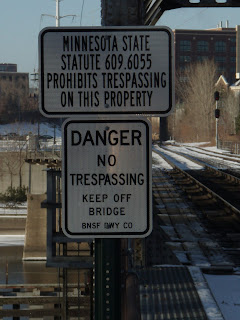 MINNESOTA STATE
STATUTE 609.6055
PROHIBITS TRESPASSING
ON THIS PROPERTY
DANGER
NO
TRESPASSING
KEEP OFF
BRIDGE
BNSF RWY CO